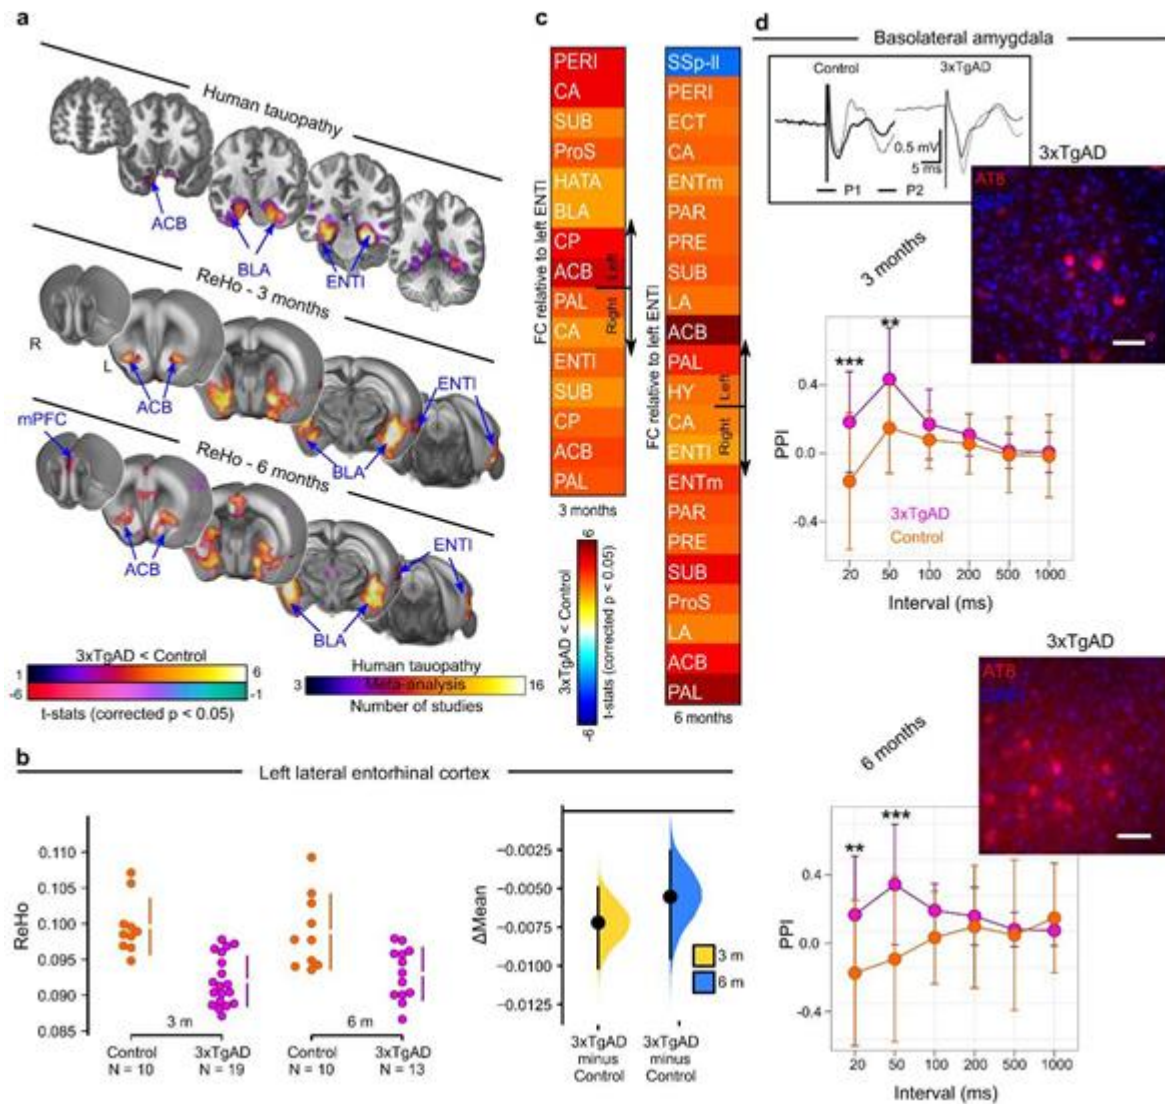 a
Human tauopathy
ACB
BLA
ENTl
ReHo - 3 months
R
L
ACB
BLA
ENTl
ReHo - 6 months
mPFC
ACB
BLA
ENTl
3xTgAD < Control
1
6
-6
-1
t-stats (corrected p < 0.05)
Human tauopathy
3
Meta-analysis
16
Number of studies
c
FC relative to left ENTl
PERI
CA
SUB
ProS
HATA
BLA
CP
ACB
PAL
CA
ENTl
SUB
CP
ACB
PAL
Left
Right
3 months
6
-6
3xTgAD < Control
t-stats (corrected p < 0.05)
FC relative to left ENTl
SSp-ll
PERI
ECT
CA
ENTm
PAR
PRE
SUB
LA
ACB
PAL
HY
CA
ENTl
ENTm
PAR
PRE
SUB
ProS
LA
ACB
PAL
Left
Right
6 months
d
Basolateral amygdala
Control
3xTgAD
0.5 mV
5 ms
P1
P2
3xTgAD
AT8
3 months
** 
***
PPI
0.4
0.0
-0.4
3xTgAD
Control
20 50 100 200 500 1000
Interval (ms)
3xTgAD
AT8
6 months
***
**
PPI
0.4
0.0
-0.4
20 50 100 200 500 1000
Interval (ms)
b
Left lateral entorhinal cortex
ReHo
0.110
0.105
0.100
0.095
0.090
0.085
3 m
6 m
Control
N = 10
3xTgAD
N = 19
Control
N = 10
3xTgAD
N = 13
ΔMean
−0.0025
−0.0050
−0.0075
−0.0100
−0.0125
3 m
6 m
3xTgAD
minus
Control
3xTgAD
minus
Control